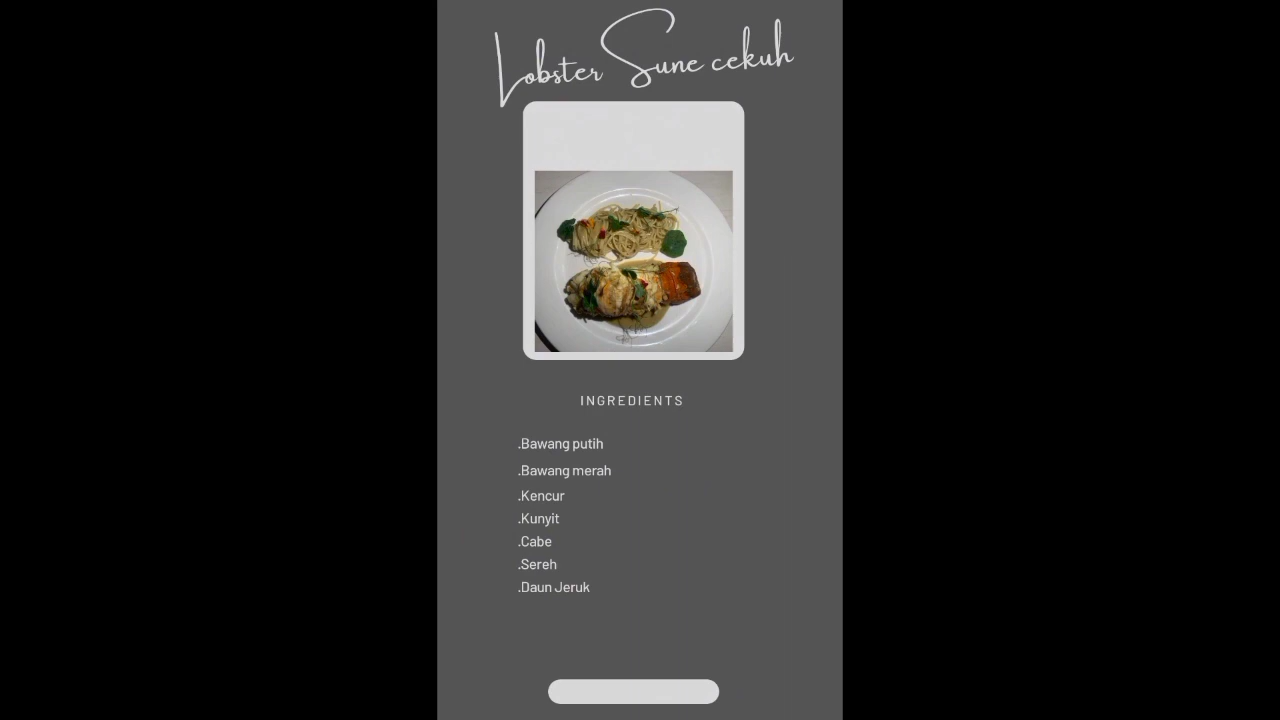 Lobster Sune cekuh
INGREDIENTS
.Bawang putih
.Bawang merah
.Kencur
.Kunyit
.Cabe
.Sereh
.Daun Jeruk